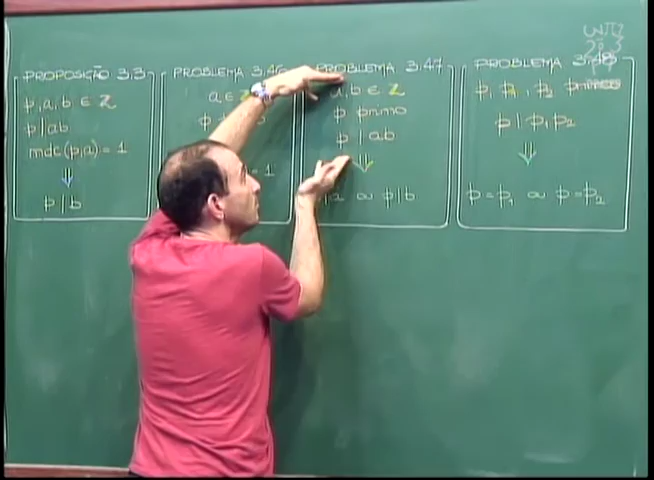 PROPOSIÇÃO 3.3
p,a,b ∈ Z
p | ab
mdc(p,a) = 1
⇓
p | b
PROBLEMA 3.46
a ∈ Z
p
= 1
PROBLEMA 3.47
a,b ∈ Z
p primo
p | ab
⇓
p|a ou p|b
PROBLEMA 3.48
p, p₁, p₂ primos
p | p₁p₂
⇓
p = p₁ ou p = p₂